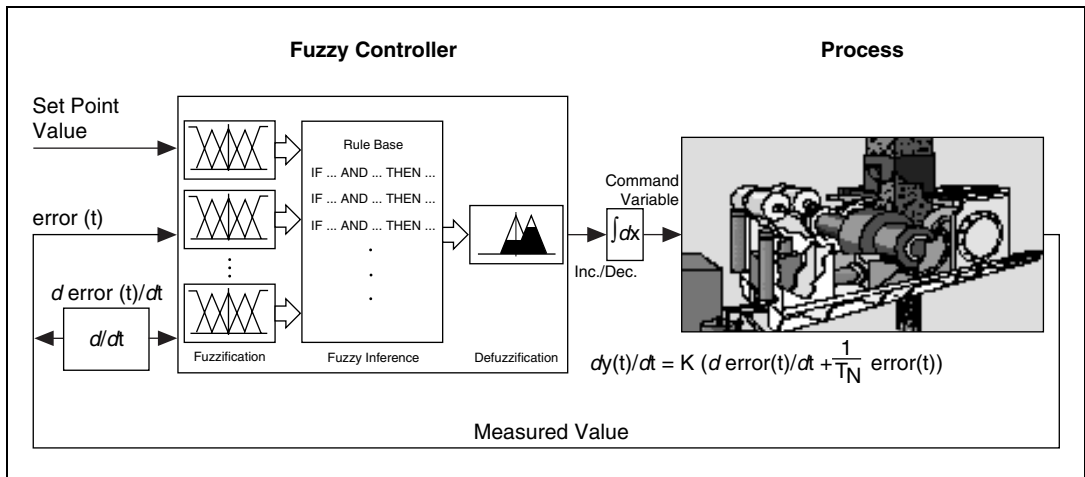 Fuzzy Controller
Process
Set Point
Value
Rule Base
IF ... AND ... THEN ...
IF ... AND ... THEN ...
IF ... AND ... THEN ...
.
.
.
error (t)
d error (t)/dt
d/dt
Fuzzification
Fuzzy Inference
Defuzzification
∫dx
Inc./Dec.
Command
Variable
dy(t)/dt = K (d error(t)/dt + 1/T_N error(t))
Measured Value